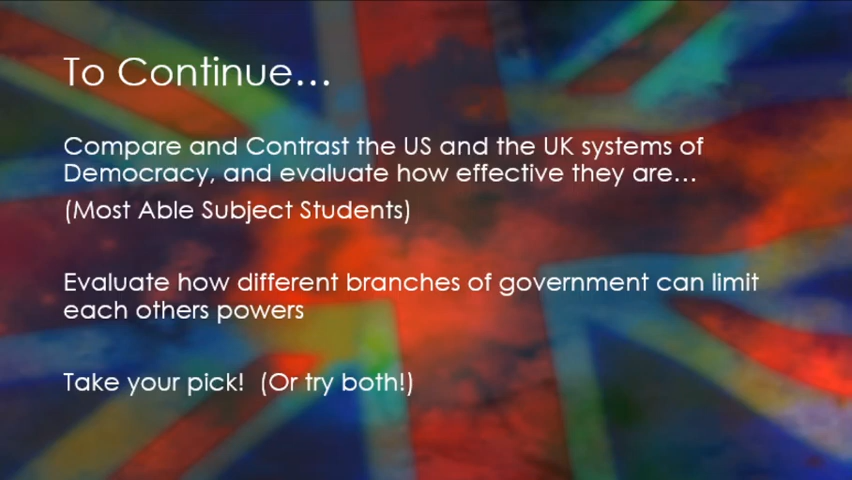 To Continue…
Compare and Contrast the US and the UK systems of
Democracy, and evaluate how effective they are…
(Most Able Subject Students)
Evaluate how different branches of government can limit
each others powers
Take your pick!  (Or try both!)